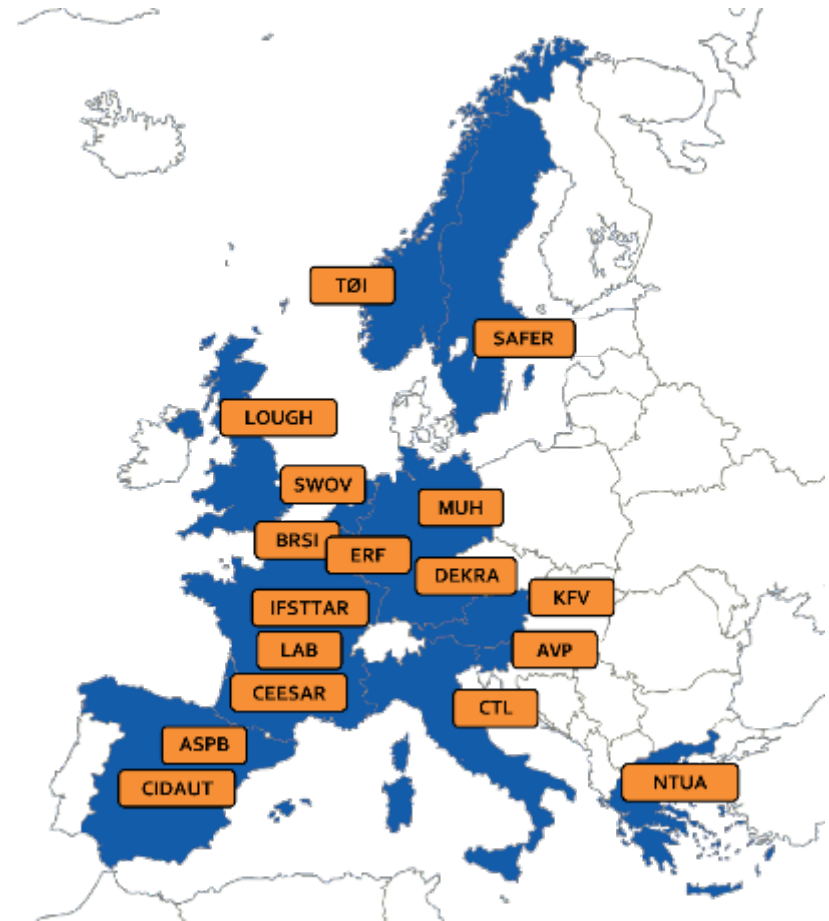 TØI
SAFER
LOUGH
SWOV
MUH
BRSI
ERF
DEKRA
KFV
IFSTTAR
LAB
AVP
CEESAR
CTL
ASPB
CIDAUT
NTUA